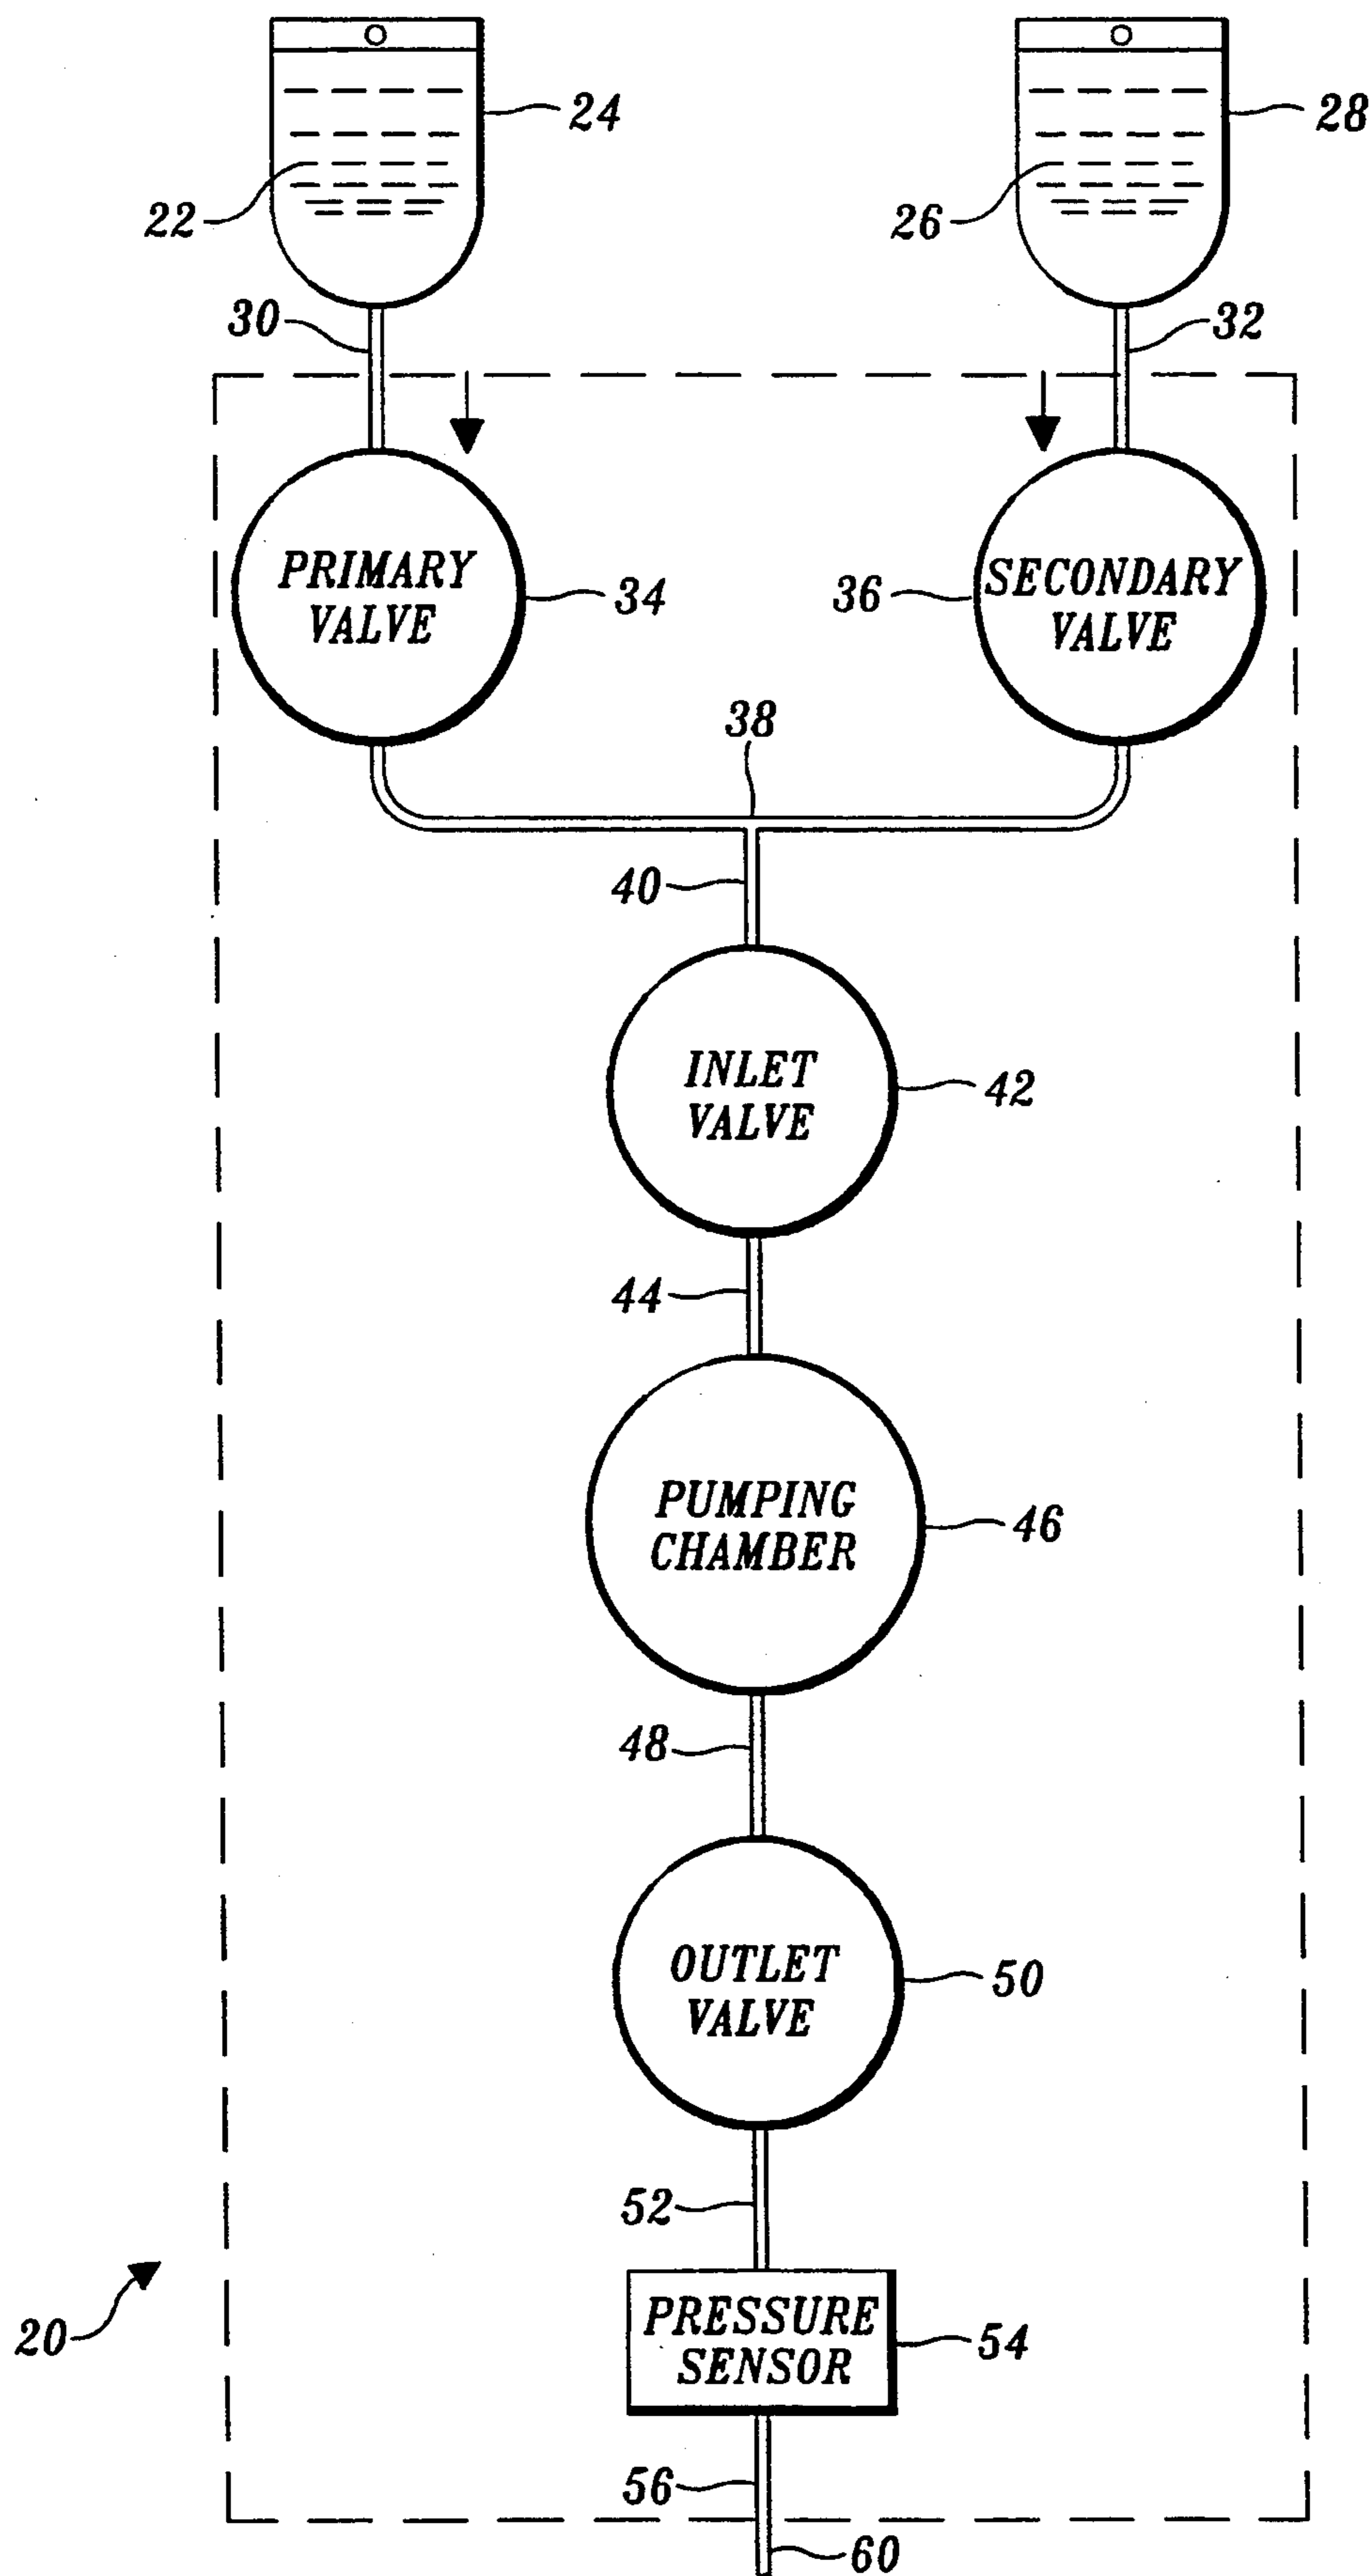 24
28
22
26
30
32
PRIMARY
VALVE
34
36
SECONDARY
VALVE
38
40
INLET
VALVE
42
44
PUMPING
CHAMBER
46
48
OUTLET
VALVE
50
52
20
PRESSURE
SENSOR
54
56
60